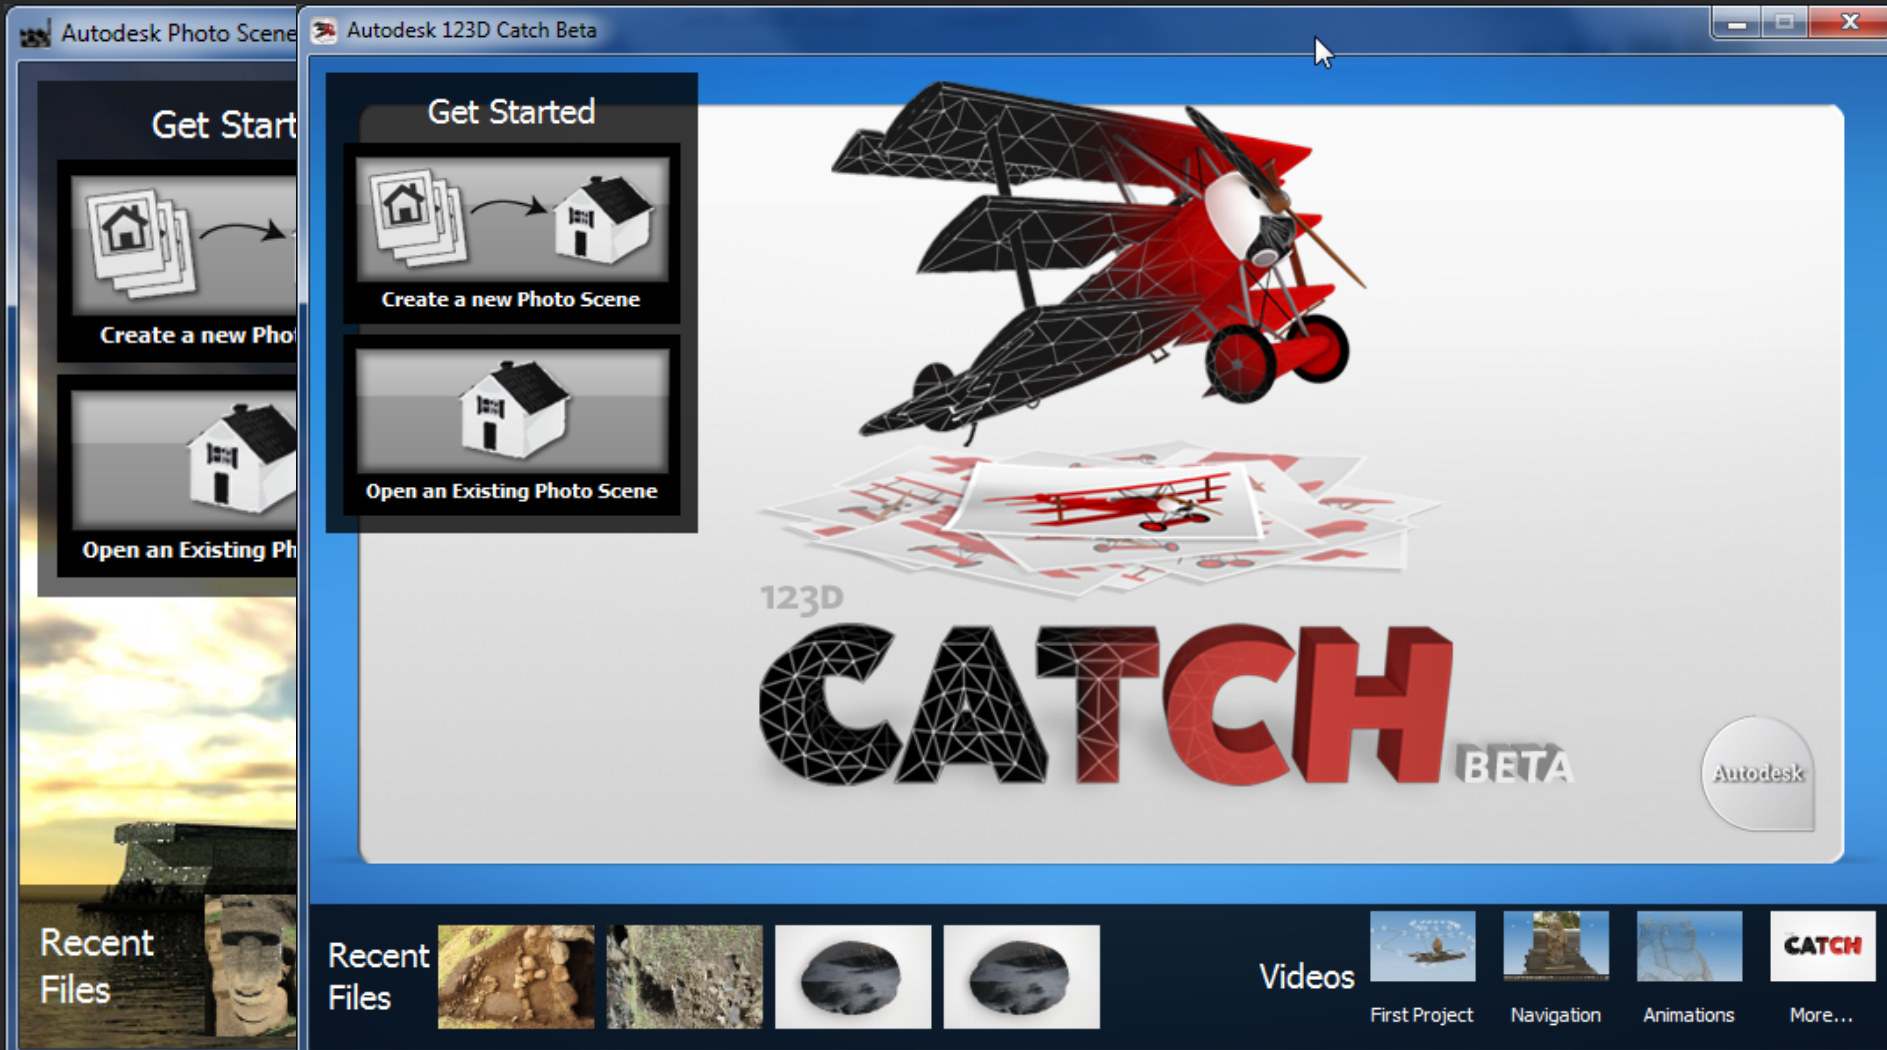 Autodesk Photo Scene
Get Start
Create a new Phot
Open an Existing Ph
Recent
Files
Autodesk 123D Catch Beta
Get Started
Create a new Photo Scene
Open an Existing Photo Scene
123D
CATCH
BETA
Autodesk
Recent
Files
Videos
First Project
Navigation
Animations
CATCH
More...